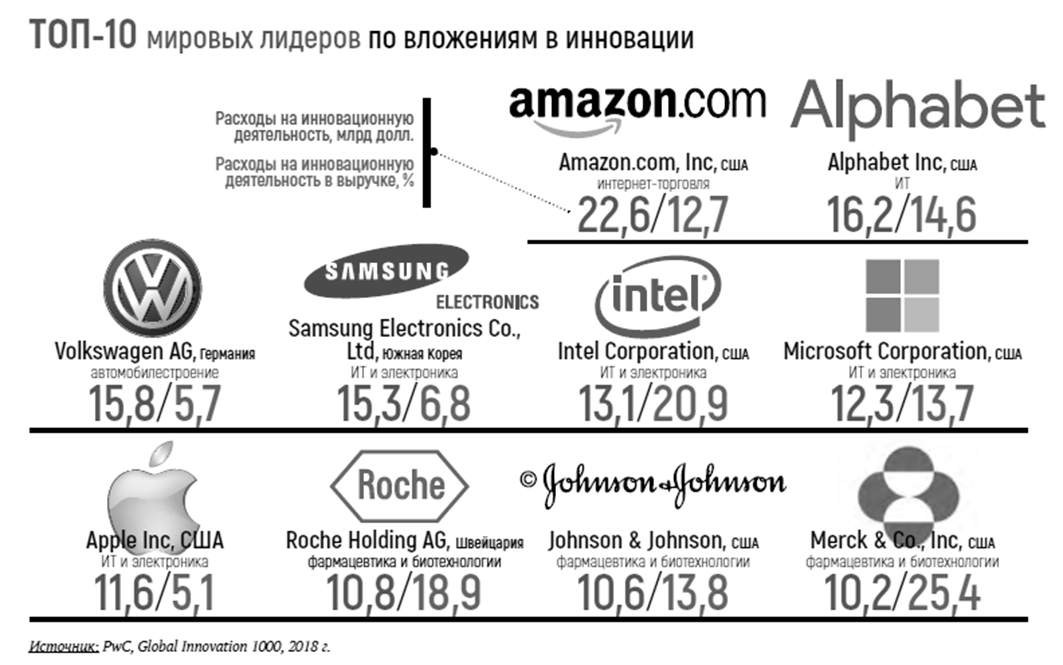 ТОП-10 мировых лидеров по вложениям в инновации
Расходы на инновационную
деятельность, млрд долл.
Расходы на инновационную
деятельность в выручке, %
amazon.com
Amazon.com, Inc, США
интернет-торговля
22,6/12,7
Alphabet
Alphabet Inc, США
ИТ
16,2/14,6
VW
Volkswagen AG, Германия
автомобилестроение
15,8/5,7
SAMSUNG
ELECTRONICS
Samsung Electronics Co.,
Ltd, Южная Корея
ИТ и электроника
15,3/6,8
intel
Intel Corporation, США
ИТ и электроника
13,1/20,9
Microsoft Corporation, США
ИТ и электроника
12,3/13,7
Apple Inc, США
ИТ и электроника
11,6/5,1
Roche
Roche Holding AG, Швейцария
фармацевтика и биотехнологии
10,8/18,9
© Johnson & Johnson
Johnson & Johnson, США
фармацевтика и биотехнологии
10,6/13,8
Merck & Co., Inc, США
фармацевтика и биотехнологии
10,2/25,4
Источник: PwC, Global Innovation 1000, 2018 г.